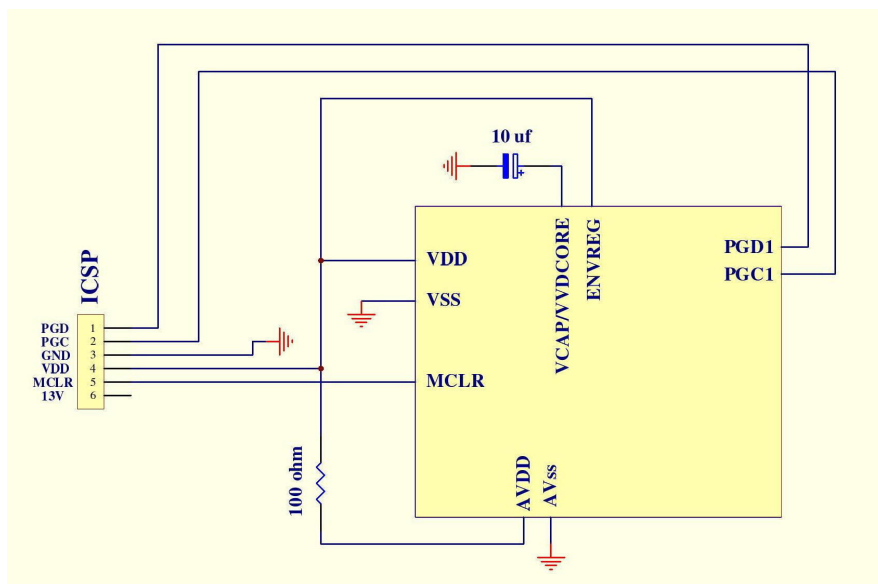 10 uf
VCAP/VVDCORE
ENVREG
PGD1
PGC1
VDD
VSS
MCLR
AVDD
AVss
ICSP
PGD 1
PGC 2
GND 3
VDD 4
MCLR 5
13V 6
100 ohm